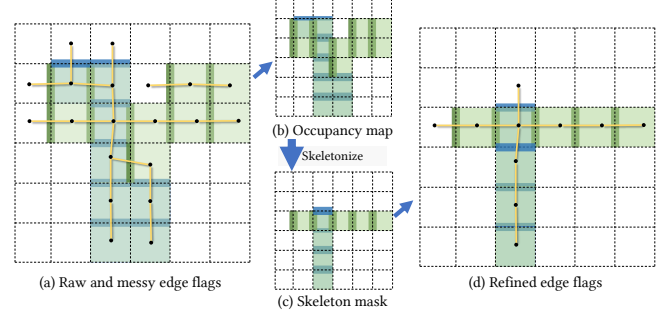 (b) Occupancy map
Skeletonize
(a) Raw and messy edge flags
(c) Skeleton mask
(d) Refined edge flags